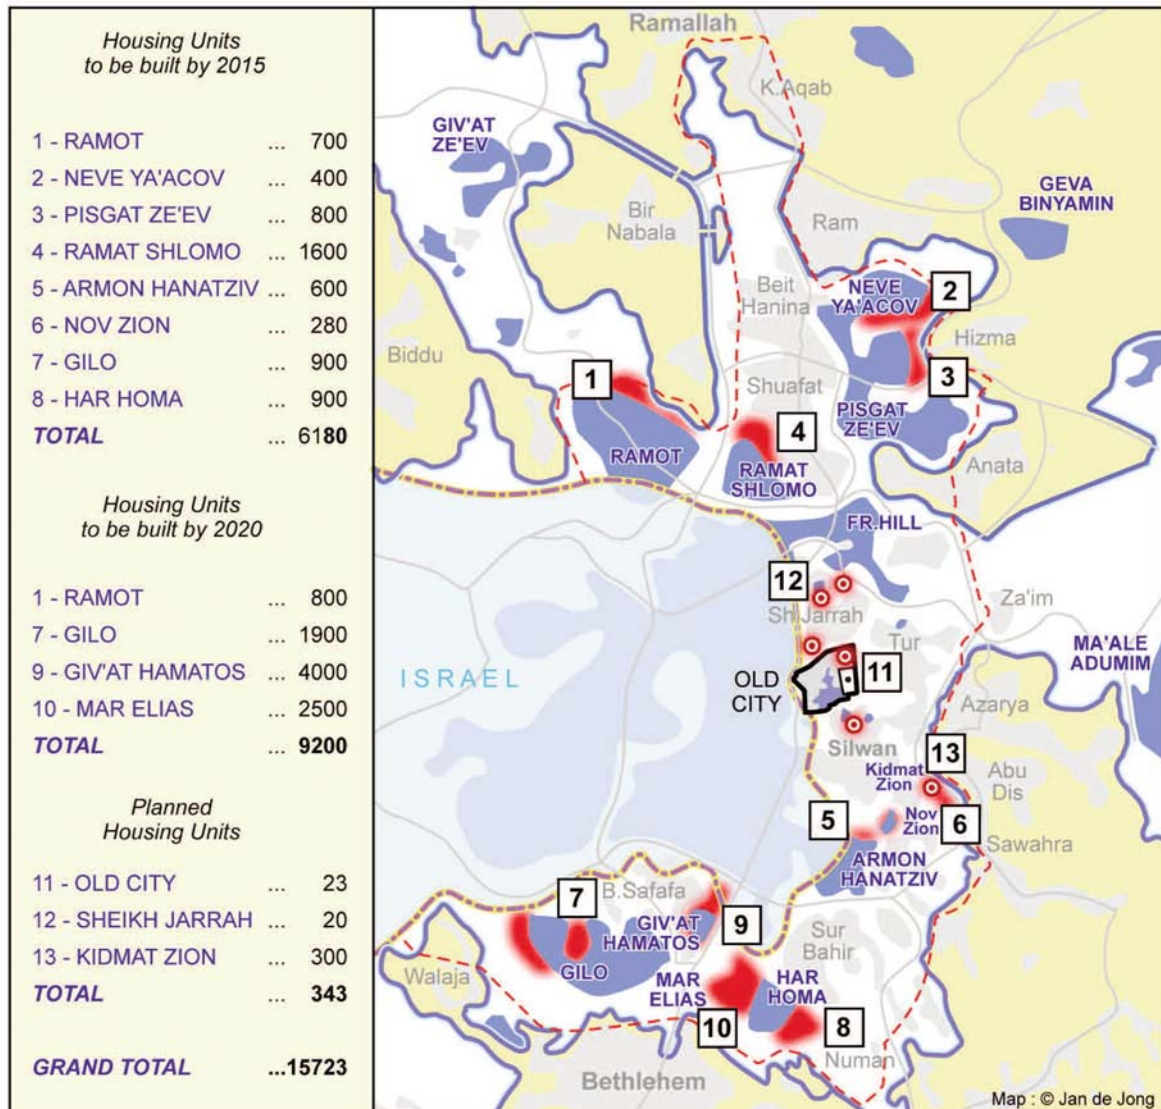 Housing Units
to be built by 2015
1 - RAMOT ... 700
2 - NEVE YA'ACOV ... 400
3 - PISGAT ZE'EV ... 800
4 - RAMAT SHLOMO ... 1600
5 - ARMON HANATZIV ... 600
6 - NOV ZION ... 280
7 - GILO ... 900
8 - HAR HOMA ... 900
TOTAL ... 6180
Housing Units
to be built by 2020
1 - RAMOT ... 800
7 - GILO ... 1900
9 - GIV'AT HAMATOS ... 4000
10 - MAR ELIAS ... 2500
TOTAL ... 9200
Planned
Housing Units
11 - OLD CITY ... 23
12 - SHEIKH JARRAH ... 20
13 - KIDMAT ZION ... 300
TOTAL ... 343
GRAND TOTAL ...15723
Ramallah
K.Aqab
GIV'AT
ZE'EV
GEVA
BINYAMIN
Bir
Nabala
Ram
Beit
Hanina
NEVE
YA'ACOV
2
Hizma
Biddu
1
Shuafat
3
PISGAT
ZE'EV
4
RAMOT
RAMAT
SHLOMO
Anata
FR.HILL
12
Sh.Jarrah
Za'im
Tur
MA'ALE
ADUMIM
ISRAEL
OLD
CITY
11
Azarya
Silwan
13
Kidmat
Zion
Abu
Dis
5
Nov
Zion
6
Sawahra
ARMON
HANATZIV
7
B.Safafa
GIV'AT
HAMATOS
9
Sur
Bahir
Walaja
GILO
MAR
ELIAS
HAR
HOMA
10
8
Numan
Bethlehem
Map : © Jan de Jong